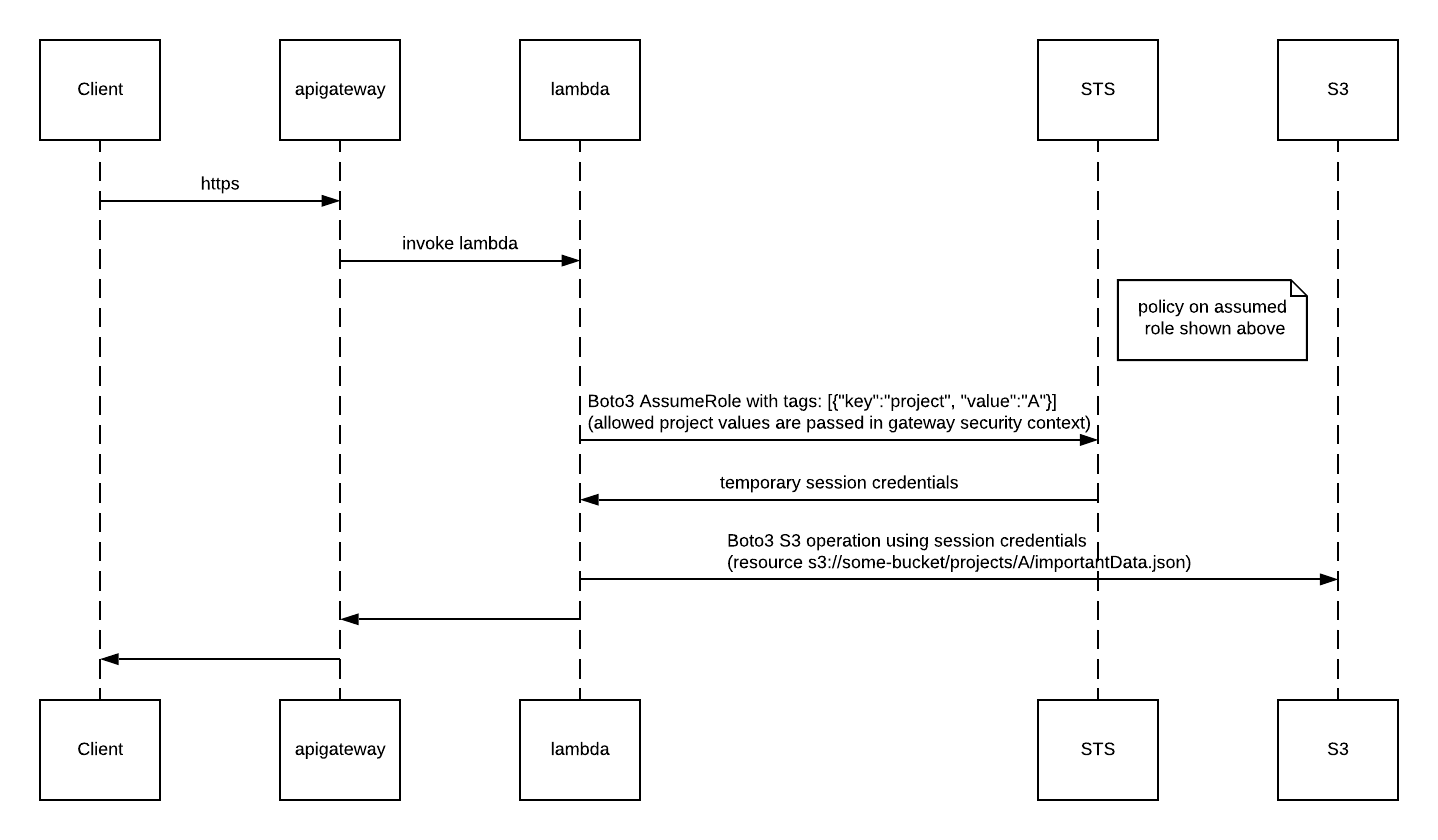 Client
apigateway
lambda
STS
S3
https
invoke lambda
policy on assumed
role shown above
Boto3 AssumeRole with tags: [{"key":"project", "value":"A"}]
(allowed project values are passed in gateway security context)
temporary session credentials
Boto3 S3 operation using session credentials
(resource s3://some-bucket/projects/A/importantData.json)
Client
apigateway
lambda
STS
S3